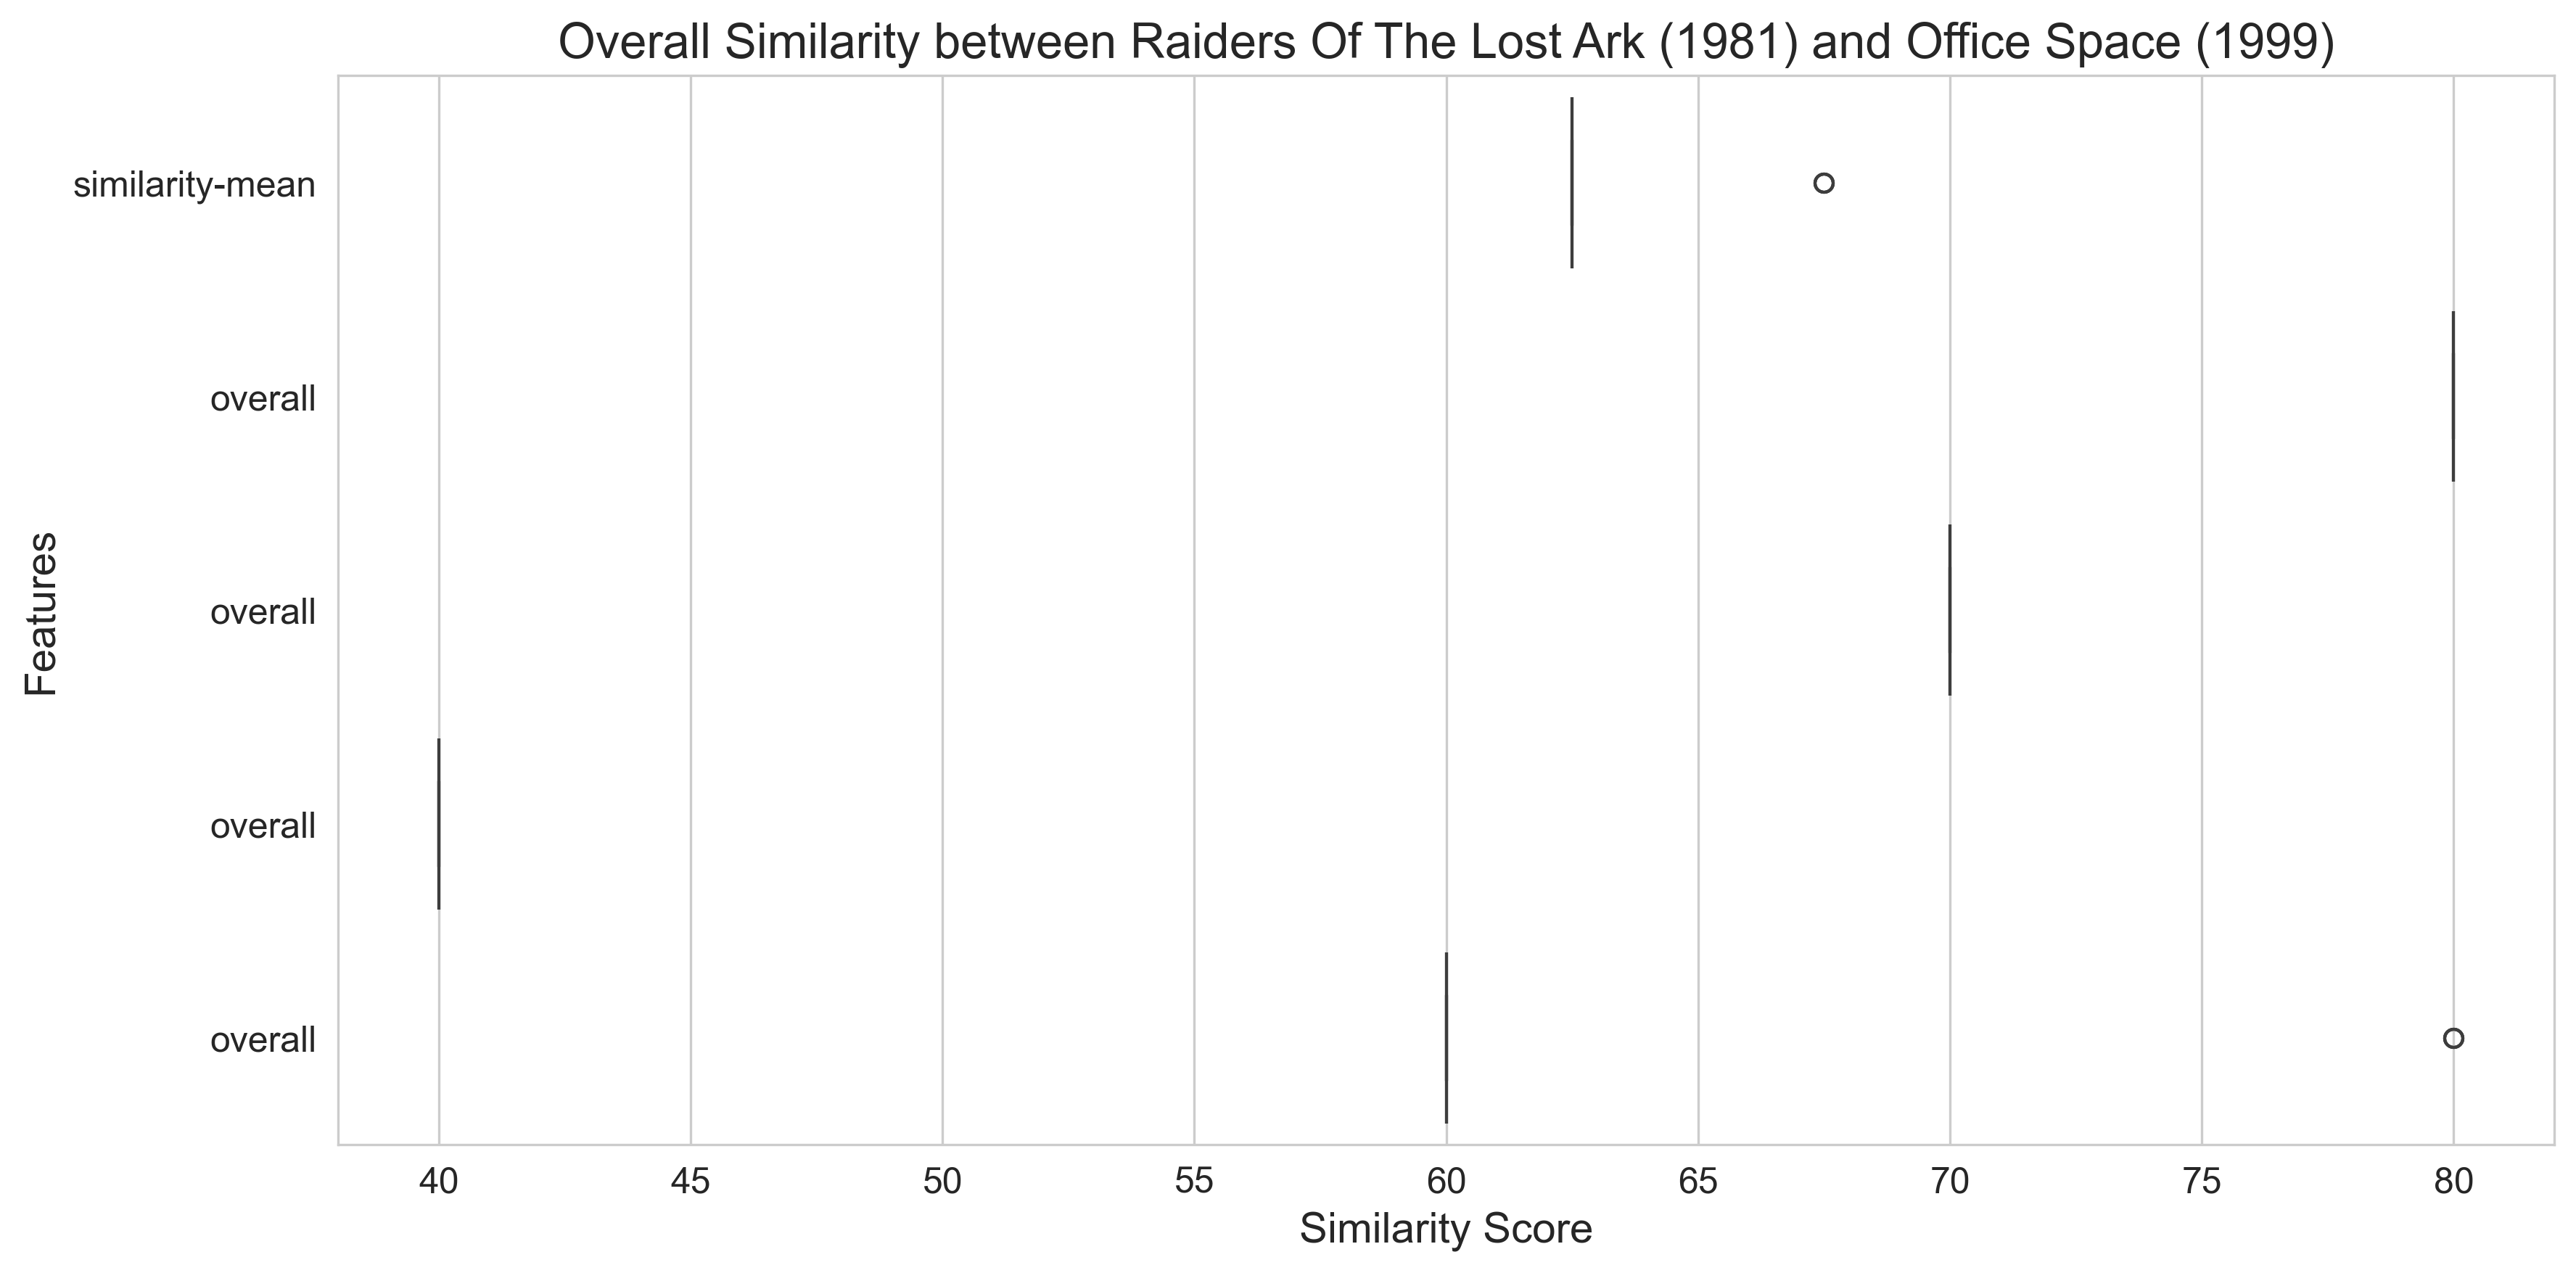 Overall Similarity between Raiders Of The Lost Ark (1981) and Office Space (1999)
similarity-mean
overall
overall
overall
overall
Features
40 45 50 55 60 65 70 75 80
Similarity Score